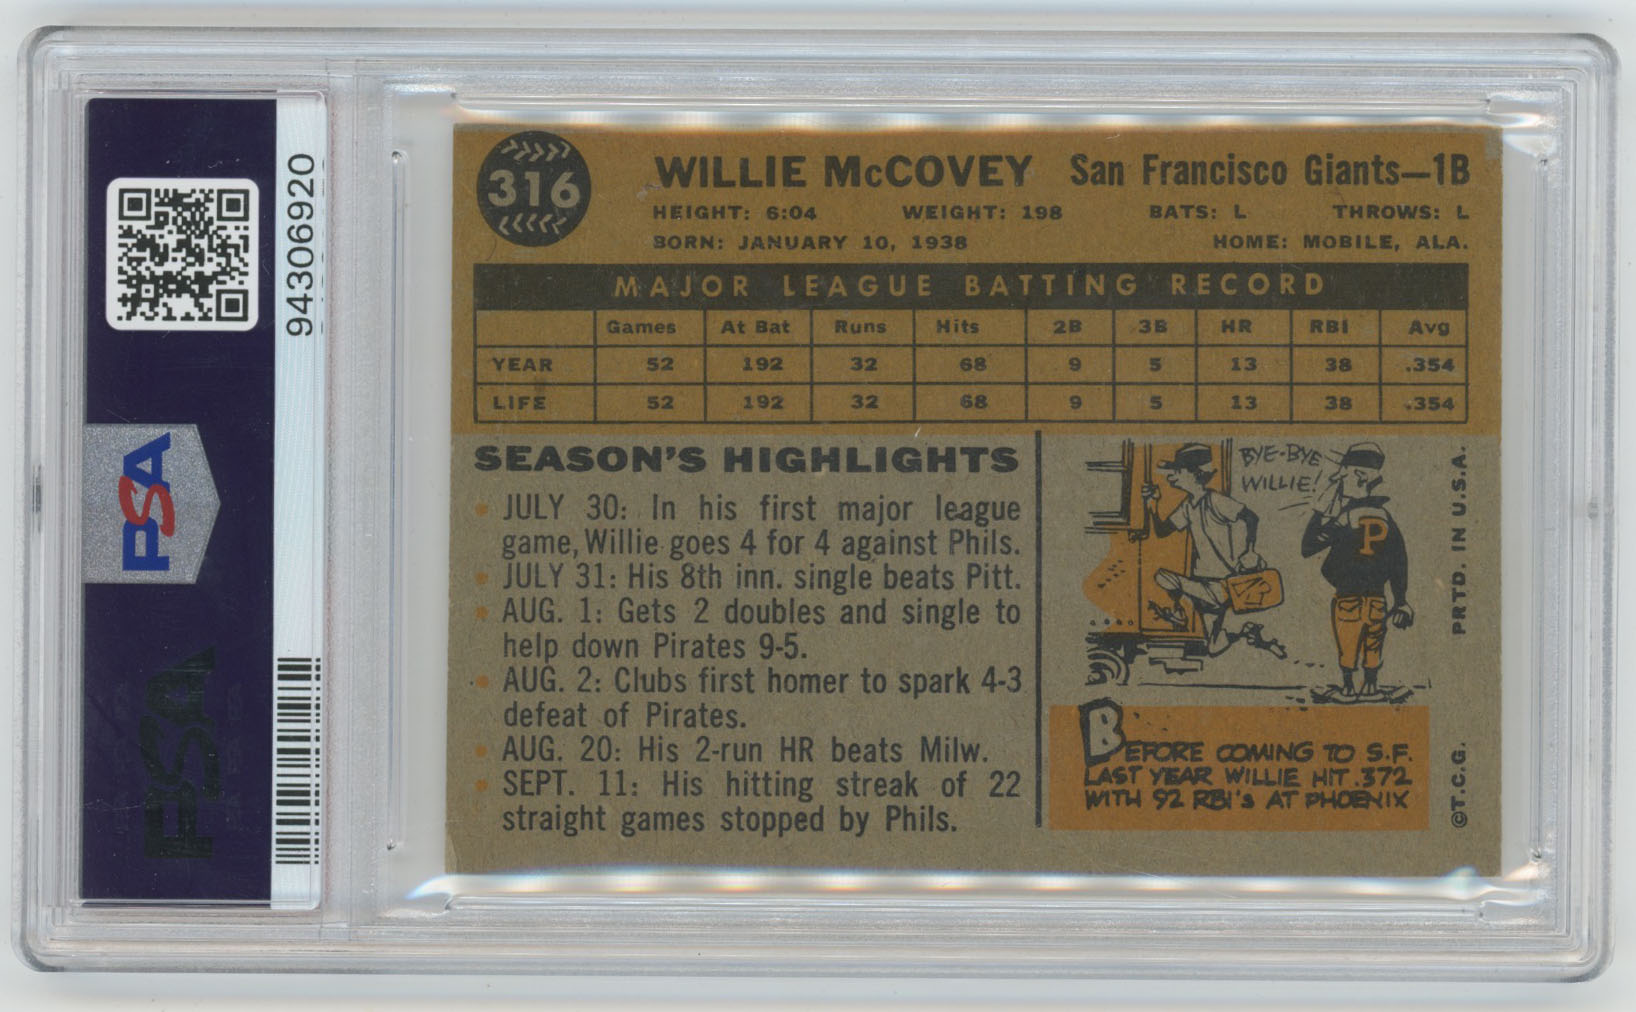 316
WILLIE McCOVEY San Francisco Giants—1B
HEIGHT: 6:04 WEIGHT: 198 BATS: L THROWS: L
BORN: JANUARY 10, 1938 HOME: MOBILE, ALA.
MAJOR LEAGUE BATTING RECORD
Games At Bat Runs Hits 2B 3B HR RBI Avg
YEAR 52 192 32 68 9 5 13 38 .354
LIFE 52 192 32 68 9 5 13 38 .354
SEASON'S HIGHLIGHTS
• JULY 30: In his first major league
game, Willie goes 4 for 4 against Phils.
• JULY 31: His 8th inn. single beats Pitt.
• AUG. 1: Gets 2 doubles and single to
help down Pirates 9-5.
• AUG. 2: Clubs first homer to spark 4-3
defeat of Pirates.
• AUG. 20: His 2-run HR beats Milw.
• SEPT. 11: His hitting streak of 22
straight games stopped by Phils.
BYE-BYE
WILLIE!
P
BEFORE COMING TO S.F.
LAST YEAR WILLIE HIT .372
WITH 92 RBI's AT PHOENIX
©T.C.G. PRTD. IN U.S.A.
94306920
PSA
PSA